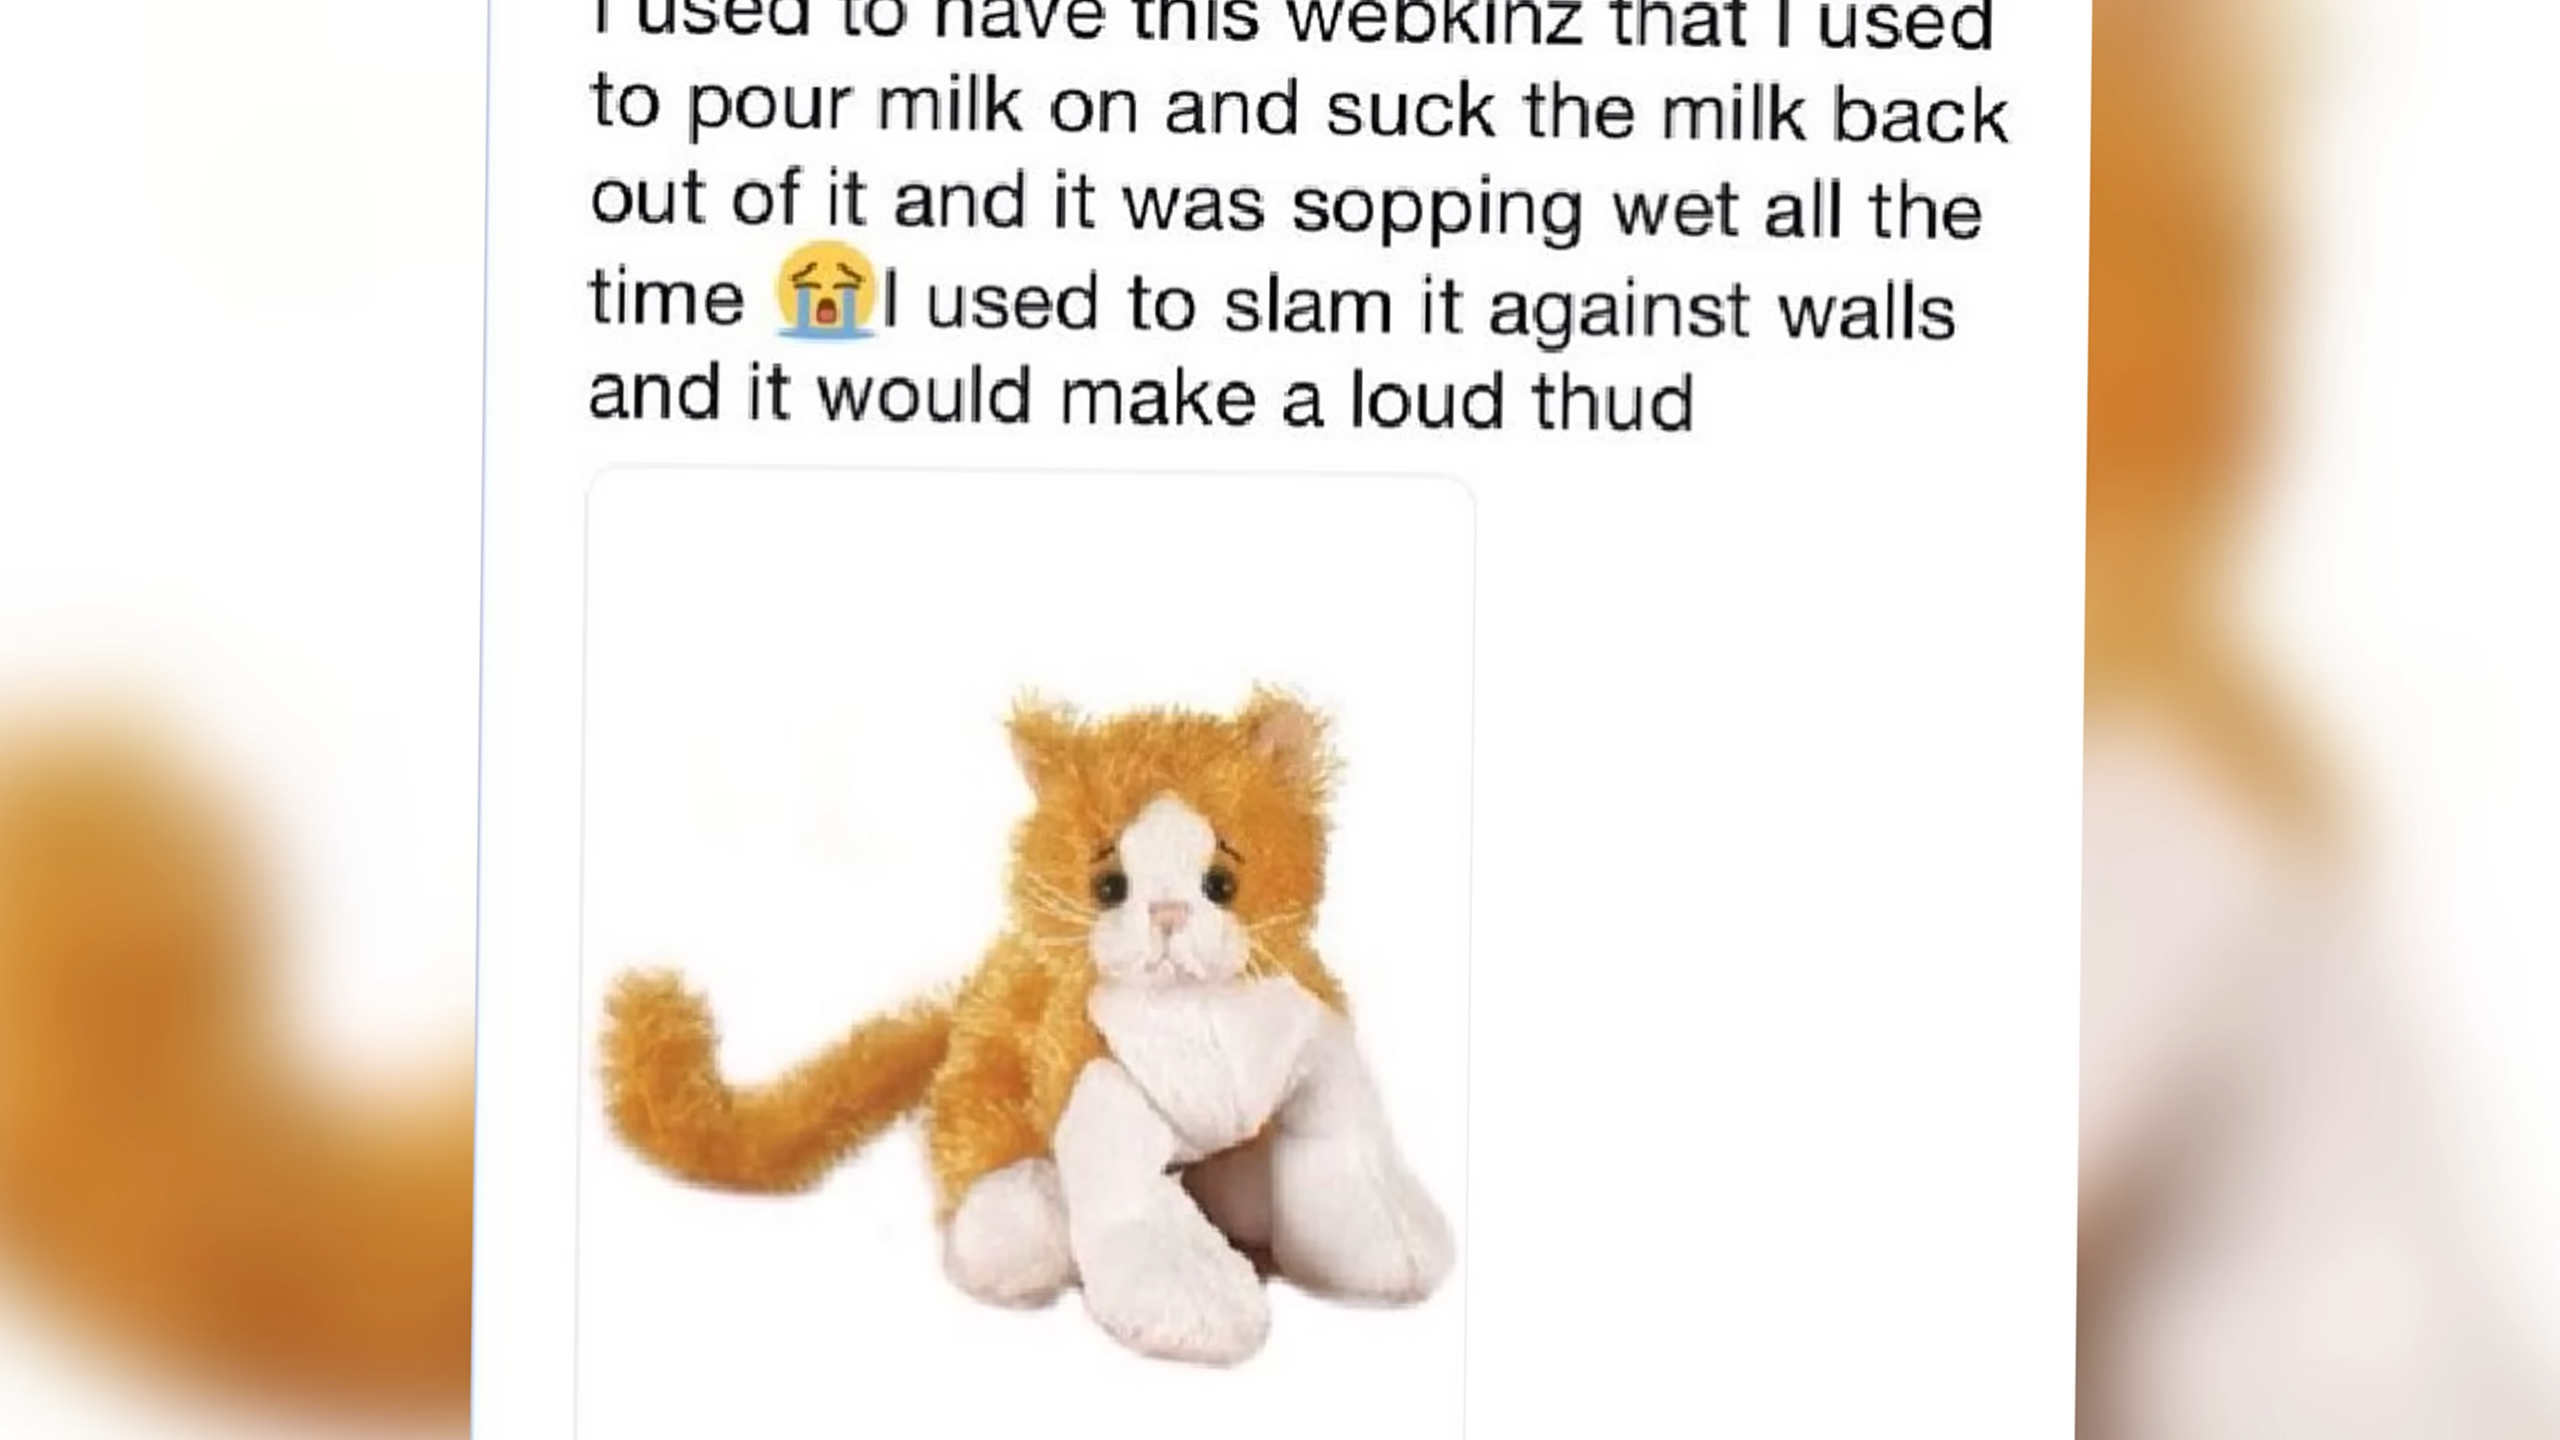 I used to have this webkinz that I used
to pour milk on and suck the milk back
out of it and it was sopping wet all the
time 😭I used to slam it against walls
and it would make a loud thud